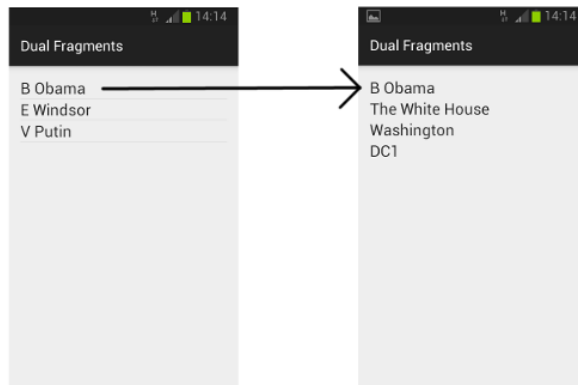 14:14
Dual Fragments
B Obama
E Windsor
V Putin
14:14
Dual Fragments
B Obama
The White House
Washington
DC1